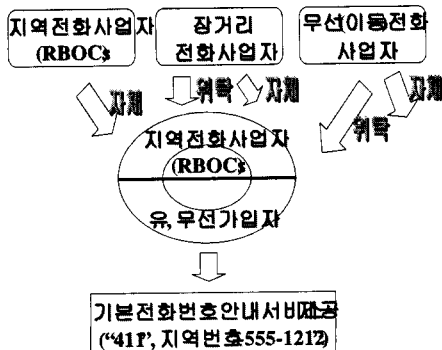 지역전화사업자
(RBOCs)
장거리
전화사업자
무선(이동)전화
사업자
자체
위탁
자체
위탁
자체
지역전화사업자
(RBOCs)
유, 무선가입자
기본전화번호안내서비스제공
("411", 지역번호-555-1212)